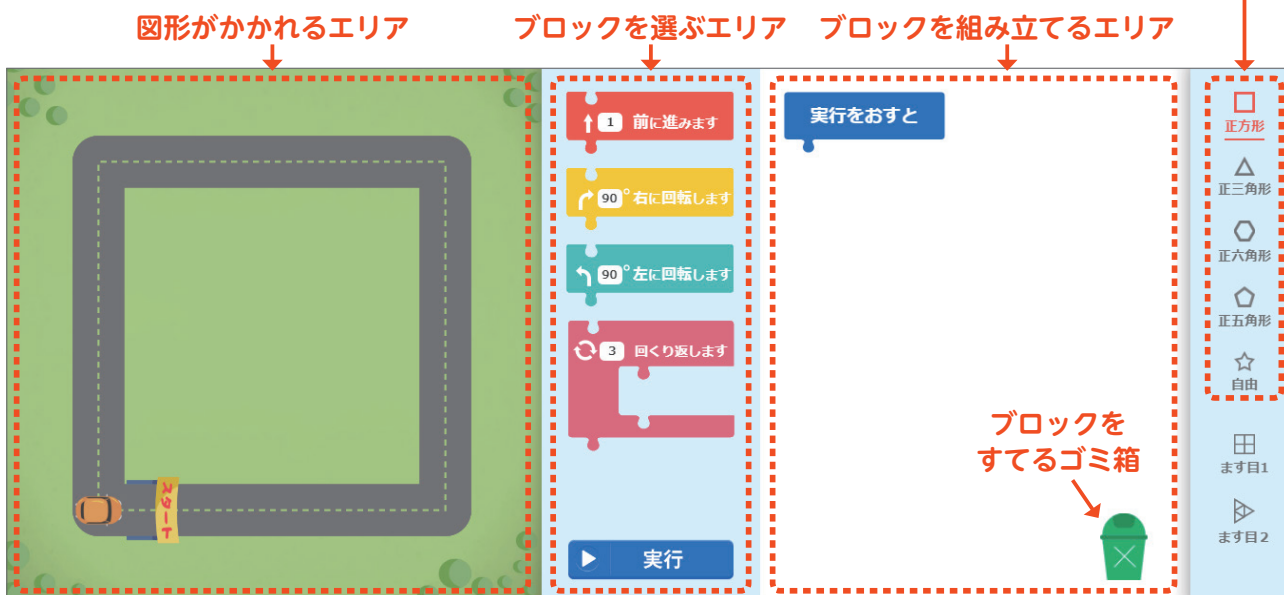 図形がかかれるエリア
ブロックを選ぶエリア
ブロックを組み立てるエリア
スタート
1 前に進みます
90°右に回転します
90°左に回転します
3 回くり返します
実行
実行をおすと
ブロックを
すてるゴミ箱
正方形
正三角形
正六角形
正五角形
自由
ます目1
ます目2